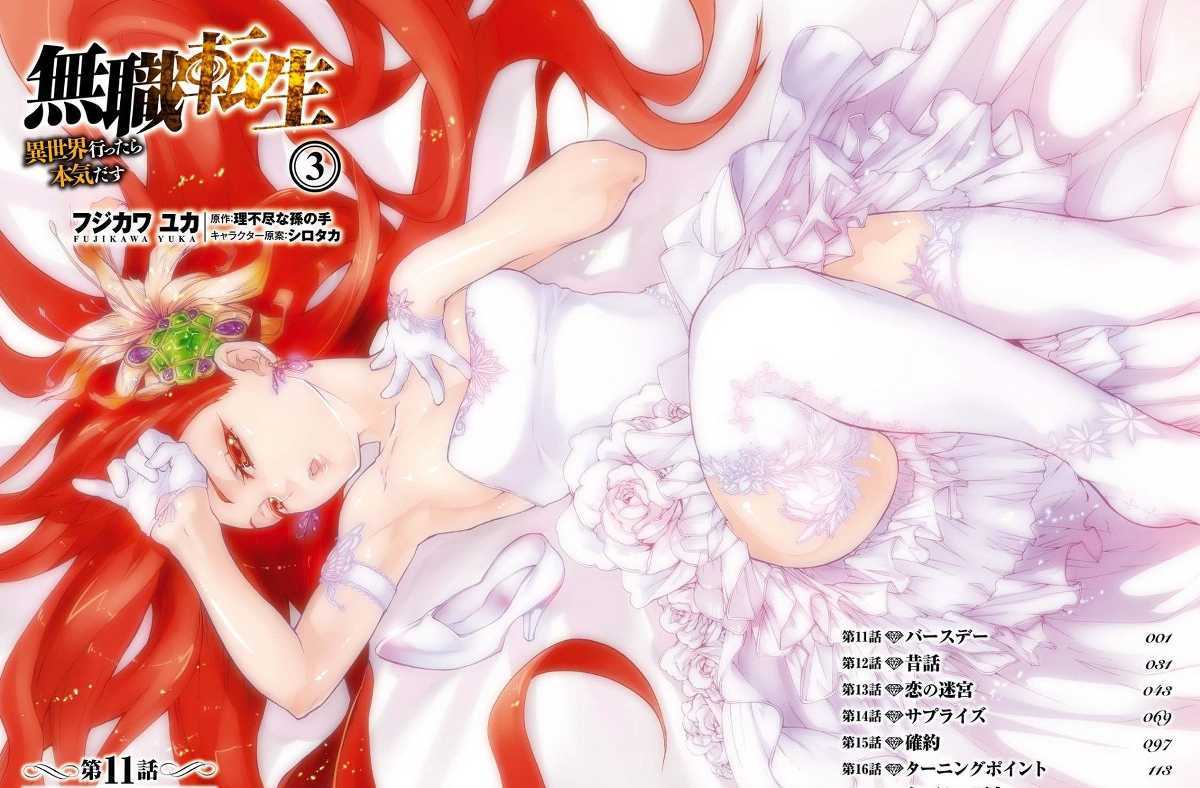 無職転生
異世界行ったら
本気だす
3
フジカワ ユカ
FUJIKAWA YUKA
原作:理不尽な孫の手
キャラクター原案:シロタカ
第11話 バースデー 001
第12話 昔話 031
第13話 恋の迷宮 043
第14話 サプライズ 069
第15話 確約 097
第16話 ターニングポイント 113
第11話